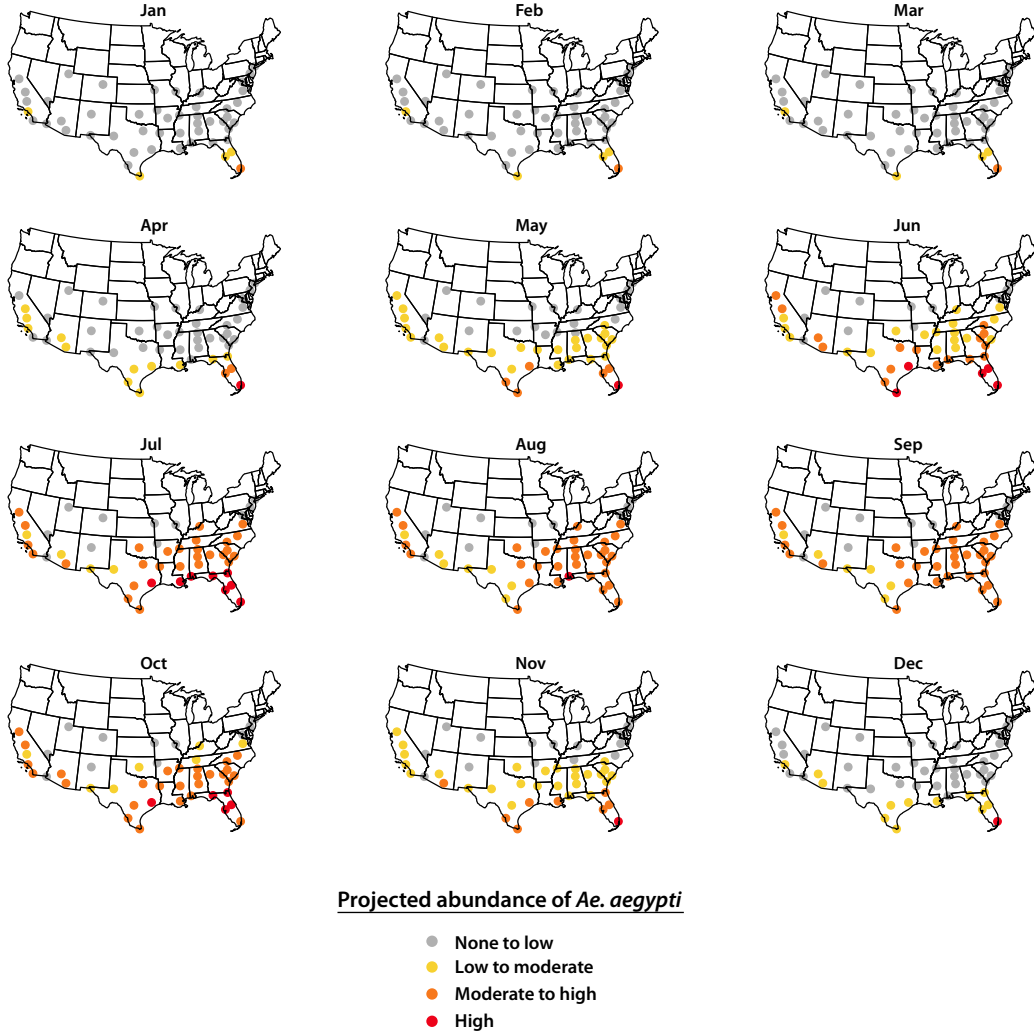 Jan
Feb
Mar
Apr
May
Jun
Jul
Aug
Sep
Oct
Nov
Dec
Projected abundance of Ae. aegypti
None to low
Low to moderate
Moderate to high
High